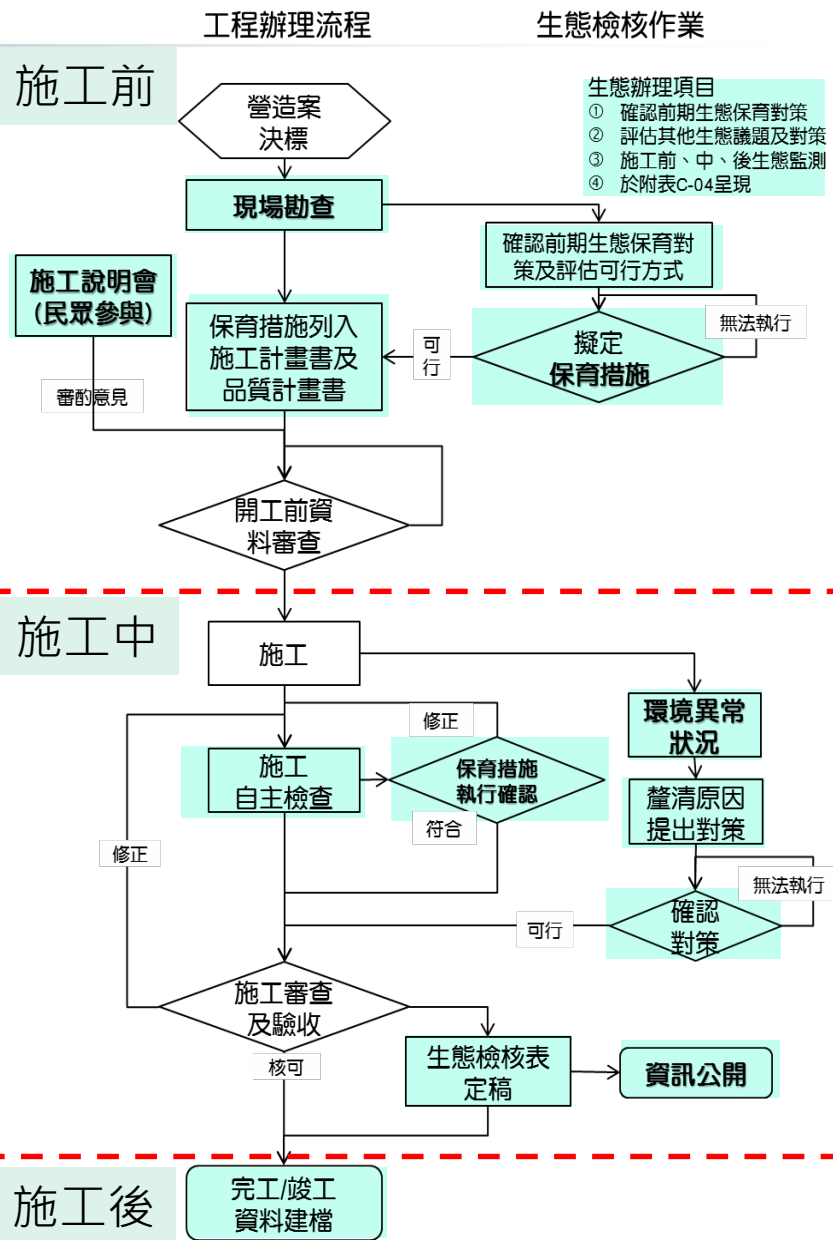 工程辦理流程
生態檢核作業
施工前
營造案
決標
生態辦理項目
① 確認前期生態保育對策
② 評估其他生態議題及對策
③ 施工前、中、後生態監測
④ 於附表C-04呈現
現場勘查
確認前期生態保育對
策及評估可行方式
施工說明會
(民眾參與)
保育措施列入
施工計畫書及
品質計畫書
可
行
擬定
保育措施
無法執行
審酌意見
開工前資
料審查
施工中
施工
環境異常
狀況
修正
施工
自主檢查
保育措施
執行確認
釐清原因
提出對策
符合
修正
無法執行
確認
對策
可行
施工審查
及驗收
核可
生態檢核表
定稿
資訊公開
施工後
完工/竣工
資料建檔